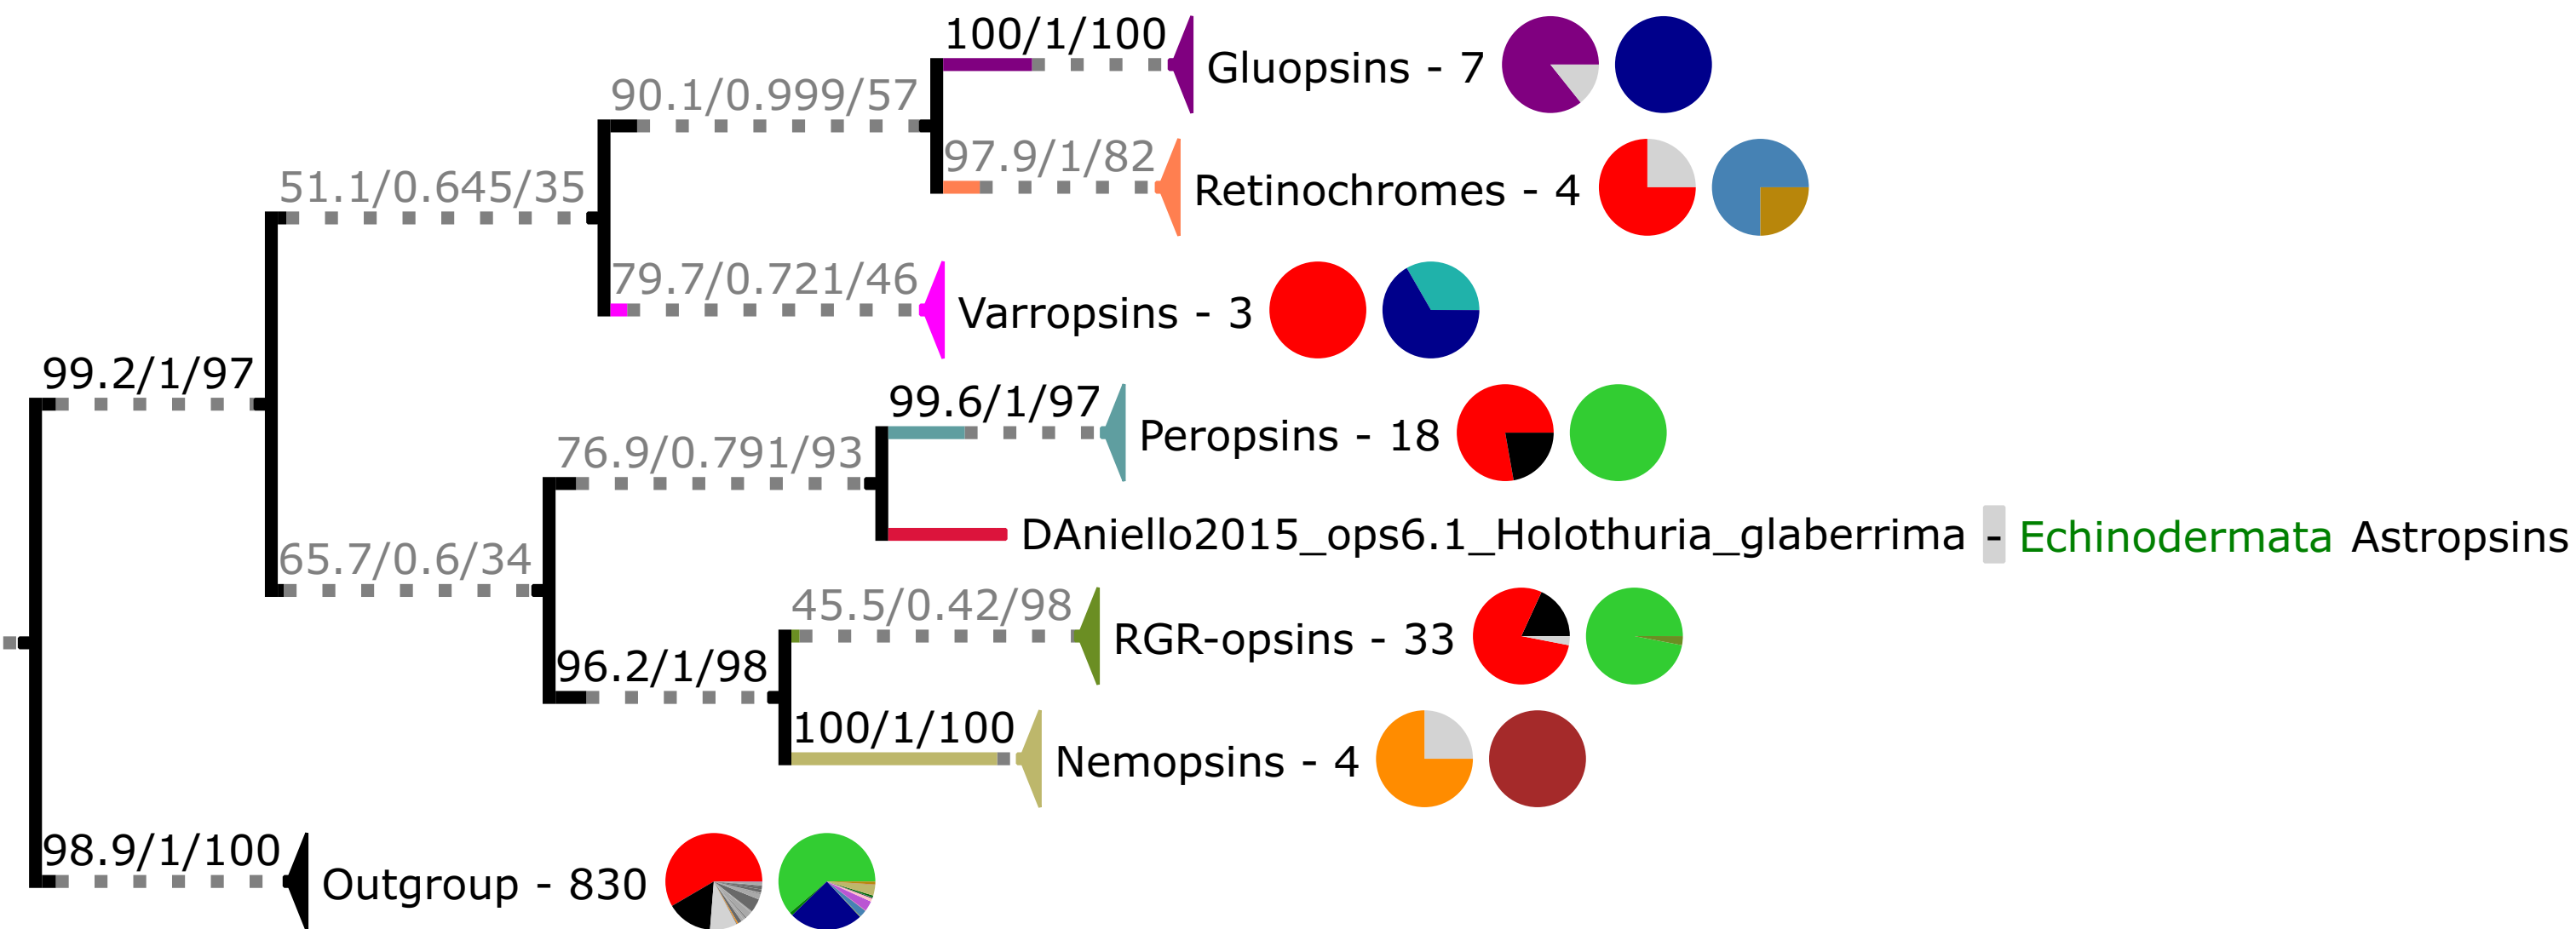 100/1/100
Gluopsins - 7
90.1/0.999/57
97.9/1/82
Retinochromes - 4
51.1/0.645/35
79.7/0.721/46
Varropsins - 3
99.2/1/97
99.6/1/97
Peropsins - 18
76.9/0.791/93
DAniello2015_ops6.1_Holothuria_glaberrima - Echinodermata Astropsins
65.7/0.6/34
45.5/0.42/98
RGR-opsins - 33
96.2/1/98
100/1/100
Nemopsins - 4
98.9/1/100
Outgroup - 830